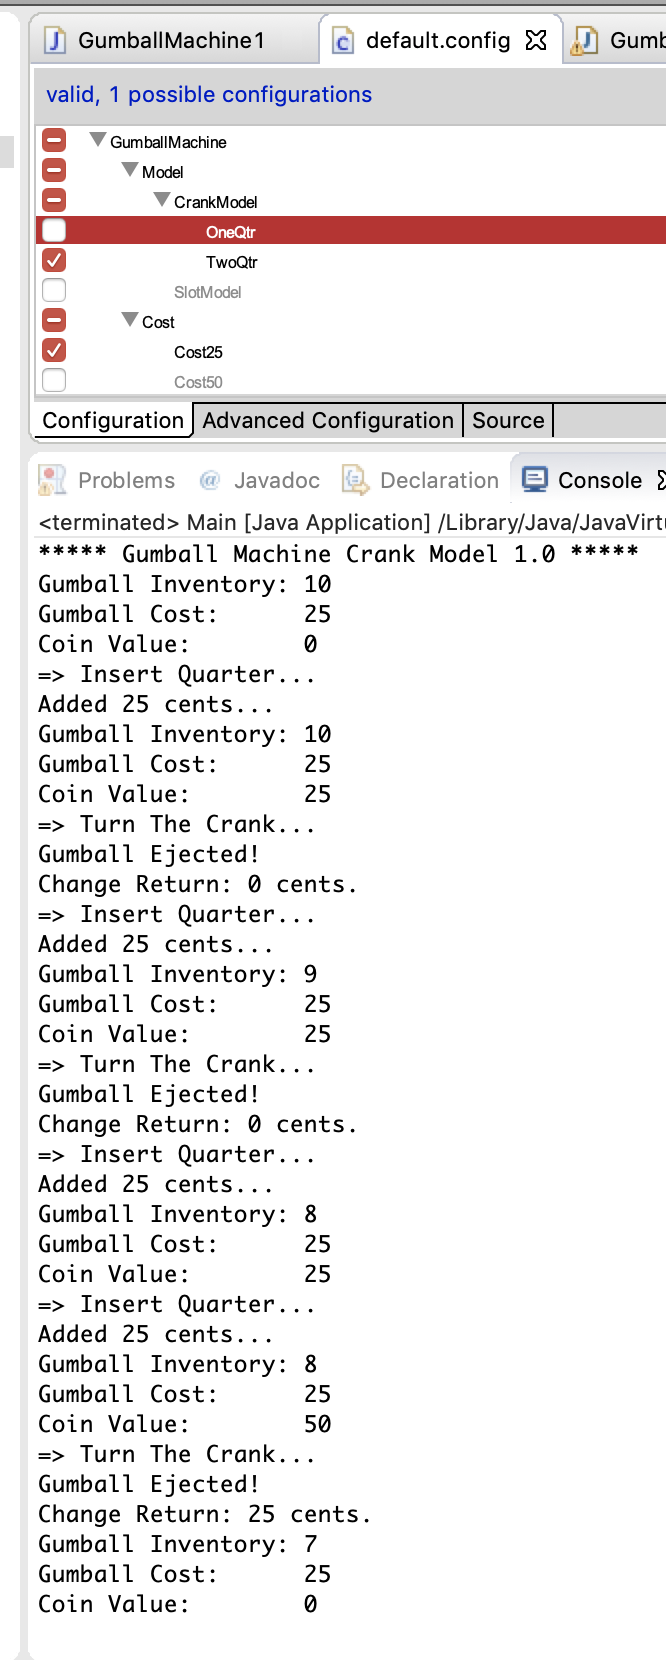 GumballMachine1
default.config
Gumb
valid, 1 possible configurations
GumballMachine
Model
CrankModel
OneQtr
TwoQtr
SlotModel
Cost
Cost25
Cost50
Configuration Advanced Configuration Source
Problems @ Javadoc Declaration Console
<terminated> Main [Java Application] /Library/Java/JavaVirtu
***** Gumball Machine Crank Model 1.0 *****
Gumball Inventory: 10
Gumball Cost: 25
Coin Value: 0
=> Insert Quarter...
Added 25 cents...
Gumball Inventory: 10
Gumball Cost: 25
Coin Value: 25
=> Turn The Crank...
Gumball Ejected!
Change Return: 0 cents.
=> Insert Quarter...
Added 25 cents...
Gumball Inventory: 9
Gumball Cost: 25
Coin Value: 25
=> Turn The Crank...
Gumball Ejected!
Change Return: 0 cents.
=> Insert Quarter...
Added 25 cents...
Gumball Inventory: 8
Gumball Cost: 25
Coin Value: 25
=> Insert Quarter...
Added 25 cents...
Gumball Inventory: 8
Gumball Cost: 25
Coin Value: 50
=> Turn The Crank...
Gumball Ejected!
Change Return: 25 cents.
Gumball Inventory: 7
Gumball Cost: 25
Coin Value: 0